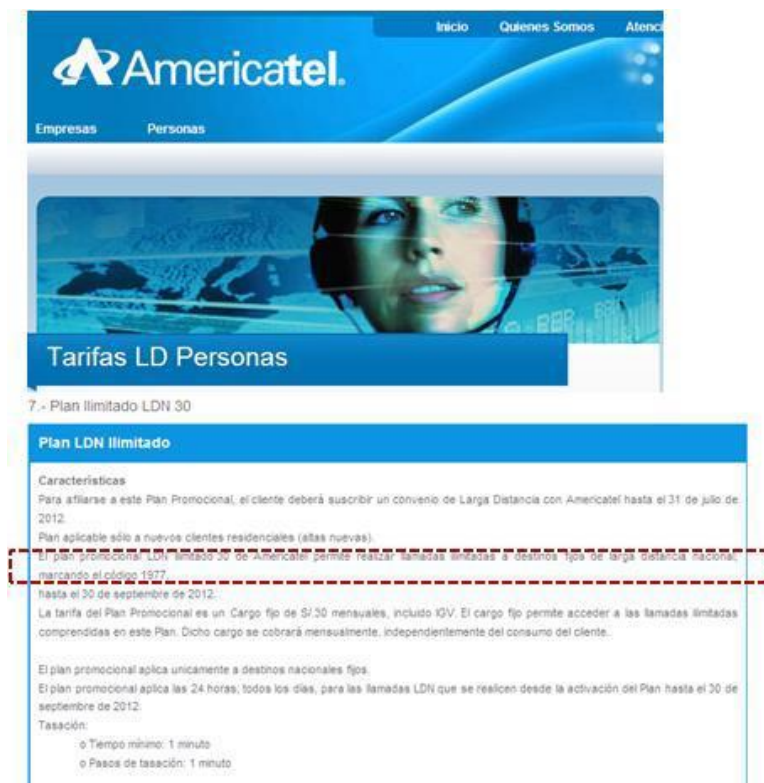 Inicio Quienes Somos Atenci
Americatel.
Empresas Personas
Tarifas LD Personas
7.- Plan Ilimitado LDN 30
Plan LDN Ilimitado
Características
Para afiliarse a este Plan Promocional, el cliente deberá suscribir un convenio de Larga Distancia con Americatel hasta el 31 de julio de
2012.
Plan aplicable sólo a nuevos clientes residenciales (altas nuevas).
El plan promocional LDN Ilimitado 30 de Americatel permite realizar llamadas ilimitadas a destinos fijos de larga distancia nacional,
marcando el código 1977,
hasta el 30 de septiembre de 2012.
La tarifa del Plan Promocional es un Cargo fijo de S/.30 mensuales, incluido IGV. El cargo fijo permite acceder a las llamadas ilimitadas
comprendidas en este Plan. Dicho cargo se cobrará mensualmente, independientemente del consumo del cliente.
El plan promocional aplica unicamente a destinos nacionales fijos.
El plan promocional aplica las 24 horas, todos los días, para las llamadas LDN que se realicen desde la activación del Plan hasta el 30 de
septiembre de 2012.
Tasación:
o Tiempo mínimo: 1 minuto
o Pasos de tasación: 1 minuto